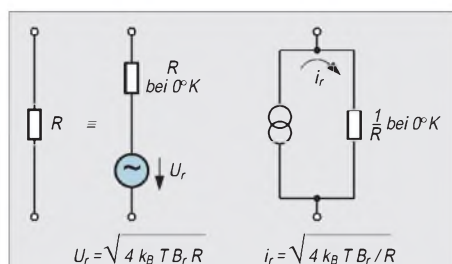 R
≡
R
bei 0°K
U_r
i_r
1/R bei 0°K
U_r = √4 k_B T B_r R
i_r = √4 k_B T B_r / R